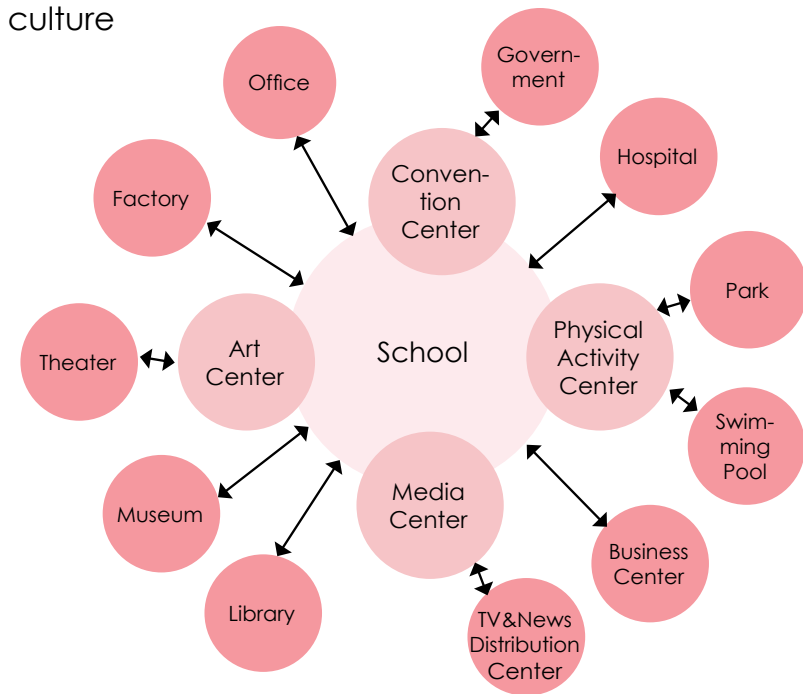 culture
Govern-
ment
Office
Hospital
Conven-
tion
Center
Factory
Park
School
Physical
Activity
Center
Art
Center
Theater
Swim-
ming
Pool
Media
Center
Museum
Business
Center
Library
TV&News
Distribution
Center